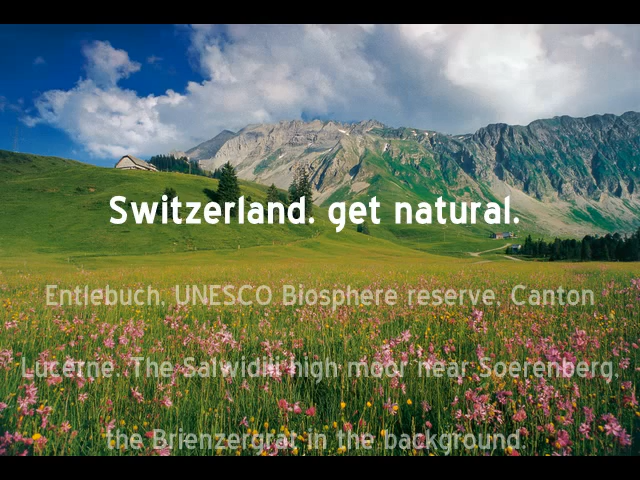 Switzerland. get natural.
Entlebuch. UNESCO Biosphere reserve. Canton
Lucerne. The Salwidili high moor near Soerenberg,
the Brienzergrat in the background.